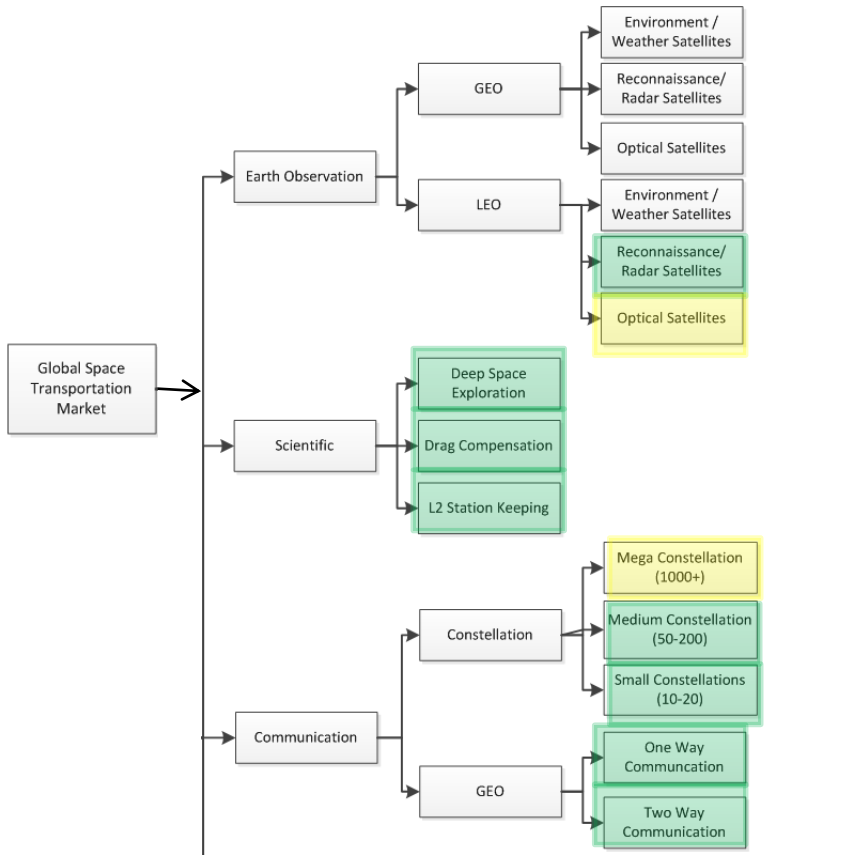 Environment /
Weather Satellites
GEO
Reconnaissance/
Radar Satellites
Optical Satellites
Earth Observation
LEO
Environment /
Weather Satellites
Reconnaissance/
Radar Satellites
Optical Satellites
Global Space
Transportation
Market
Deep Space
Exploration
Scientific
Drag Compensation
L2 Station Keeping
Mega Constellation
(1000+)
Constellation
Medium Constellation
(50-200)
Small Constellations
(10-20)
Communication
One Way
Communcation
GEO
Two Way
Communication